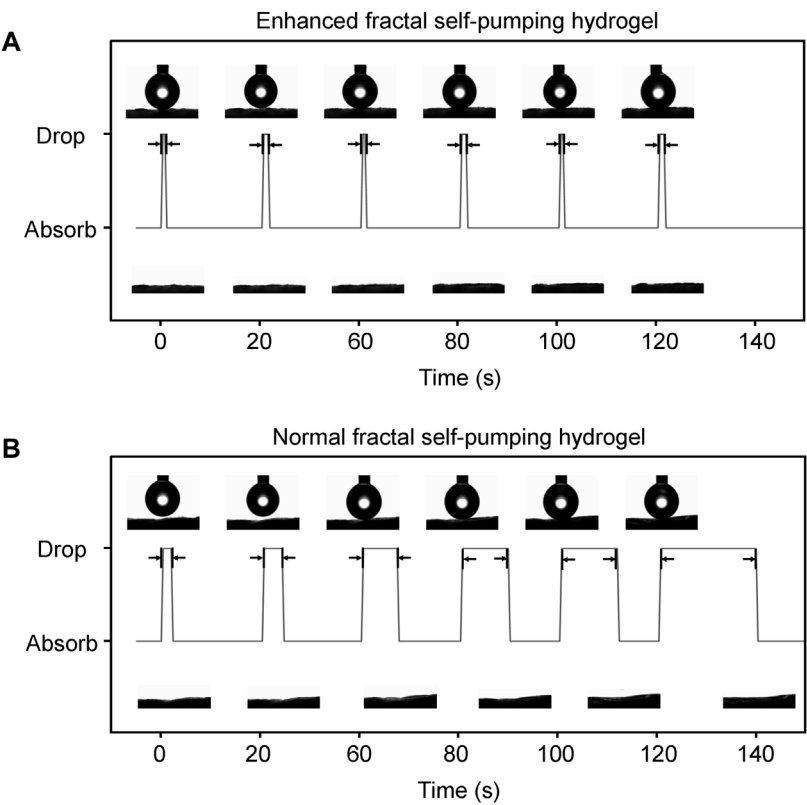 A
Enhanced fractal self-pumping hydrogel
Drop
Absorb
0 20 60 80 100 120 140
Time (s)
B
Normal fractal self-pumping hydrogel
Drop
Absorb
0 20 60 80 100 120 140
Time (s)